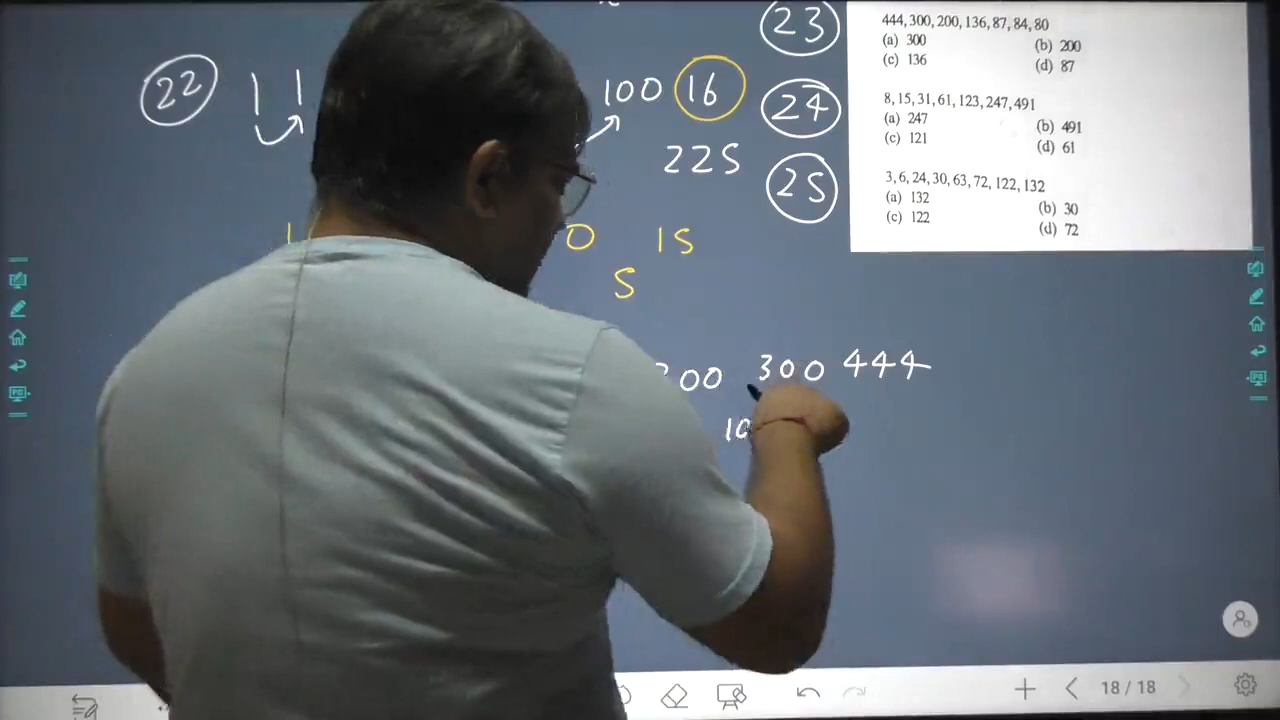 23
444, 300, 200, 136, 87, 84, 80
(a) 300 (b) 200
(c) 136 (d) 87
22 1 1 100 16 24
8, 15, 31, 61, 123, 247, 491
(a) 247 (b) 491
(c) 121 (d) 61
225 25
3, 6, 24, 30, 63, 72, 122, 132
(a) 132 (b) 30
(c) 122 (d) 72
15
5
300 444
18 / 18